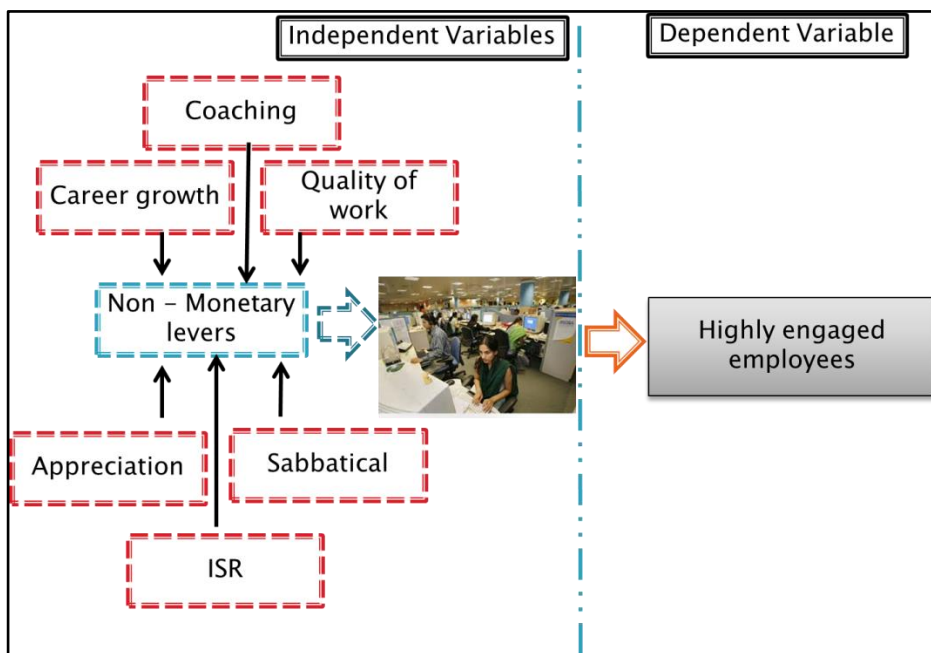 Independent Variables
Dependent Variable
Coaching
Career growth
Quality of
work
Non - Monetary
levers
Highly engaged
employees
Appreciation
Sabbatical
ISR